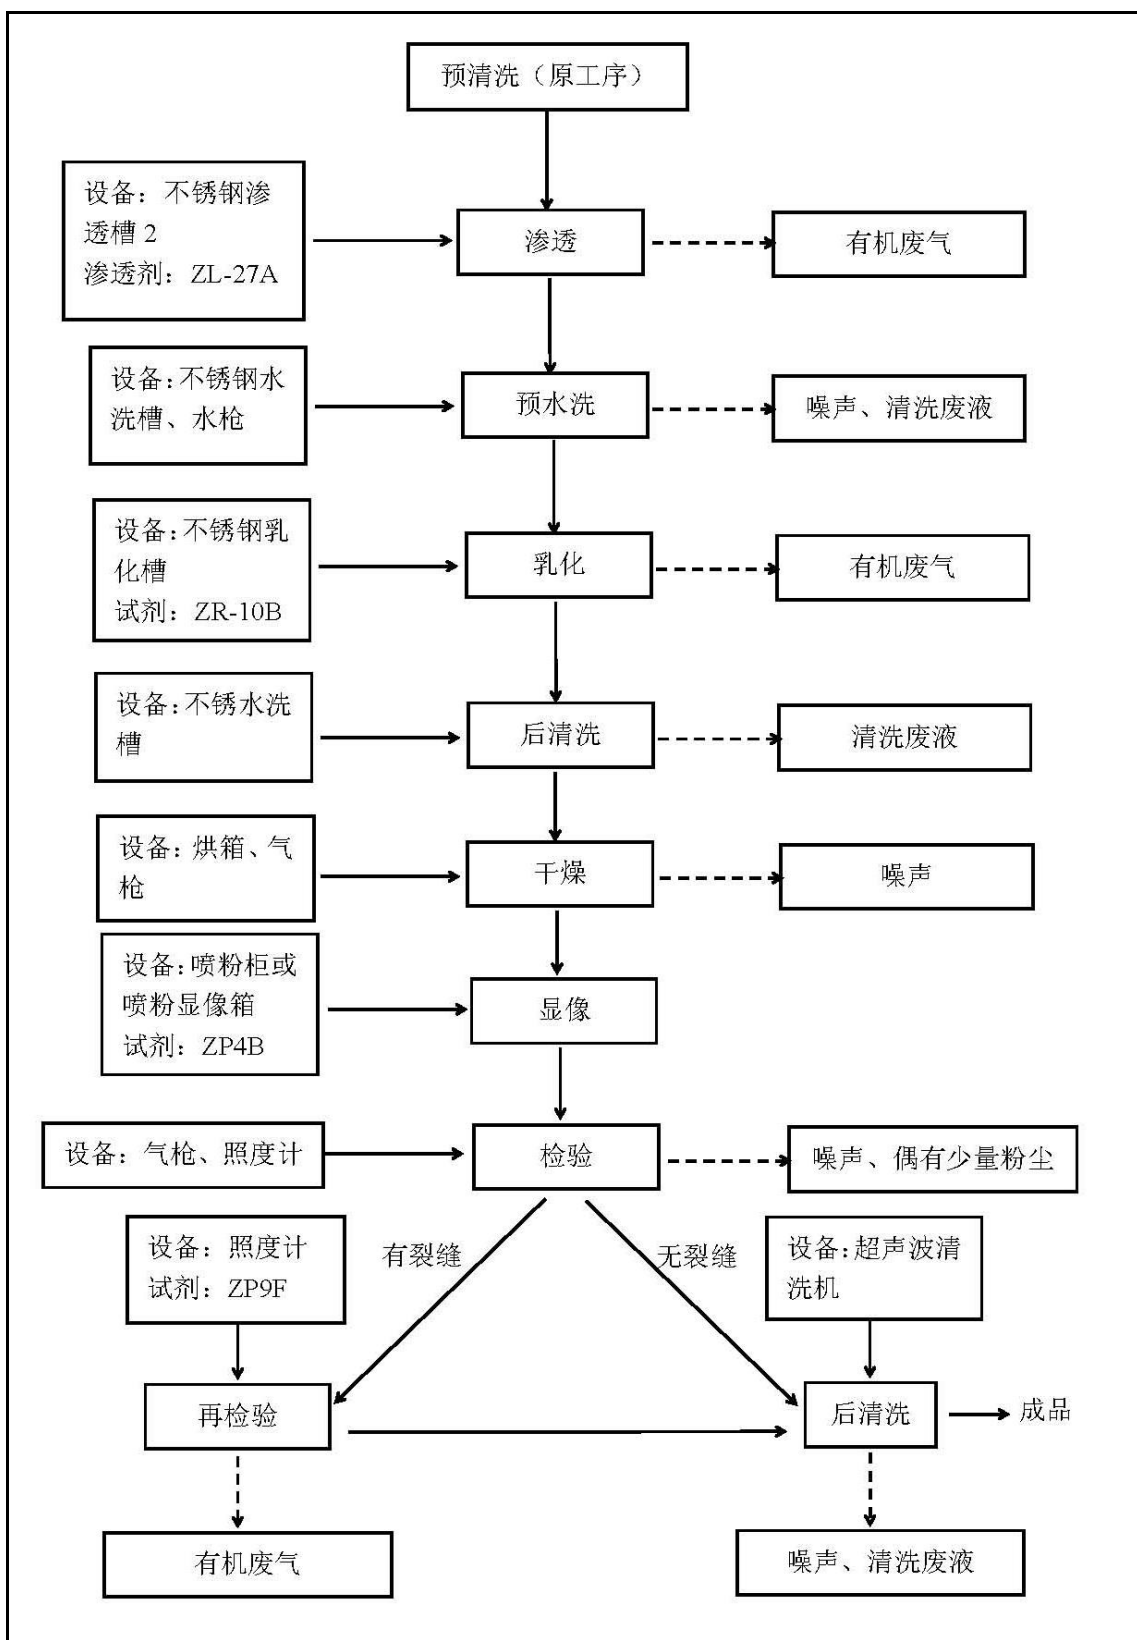 预清洗（原工序）
设备：不锈钢渗
透槽 2
渗透剂：ZL-27A
渗透
有机废气
设备：不锈钢水
洗槽、水枪
预水洗
噪声、清洗废液
设备：不锈钢乳
化槽
试剂：ZR-10B
乳化
有机废气
设备：不锈水洗
槽
后清洗
清洗废液
设备：烘箱、气
枪
干燥
噪声
设备：喷粉柜或
喷粉显像箱
试剂：ZP4B
显像
设备：气枪、照度计
检验
噪声、偶有少量粉尘
设备：照度计
试剂：ZP9F
有裂缝
无裂缝
设备：超声波清
洗机
再检验
后清洗
成品
有机废气
噪声、清洗废液